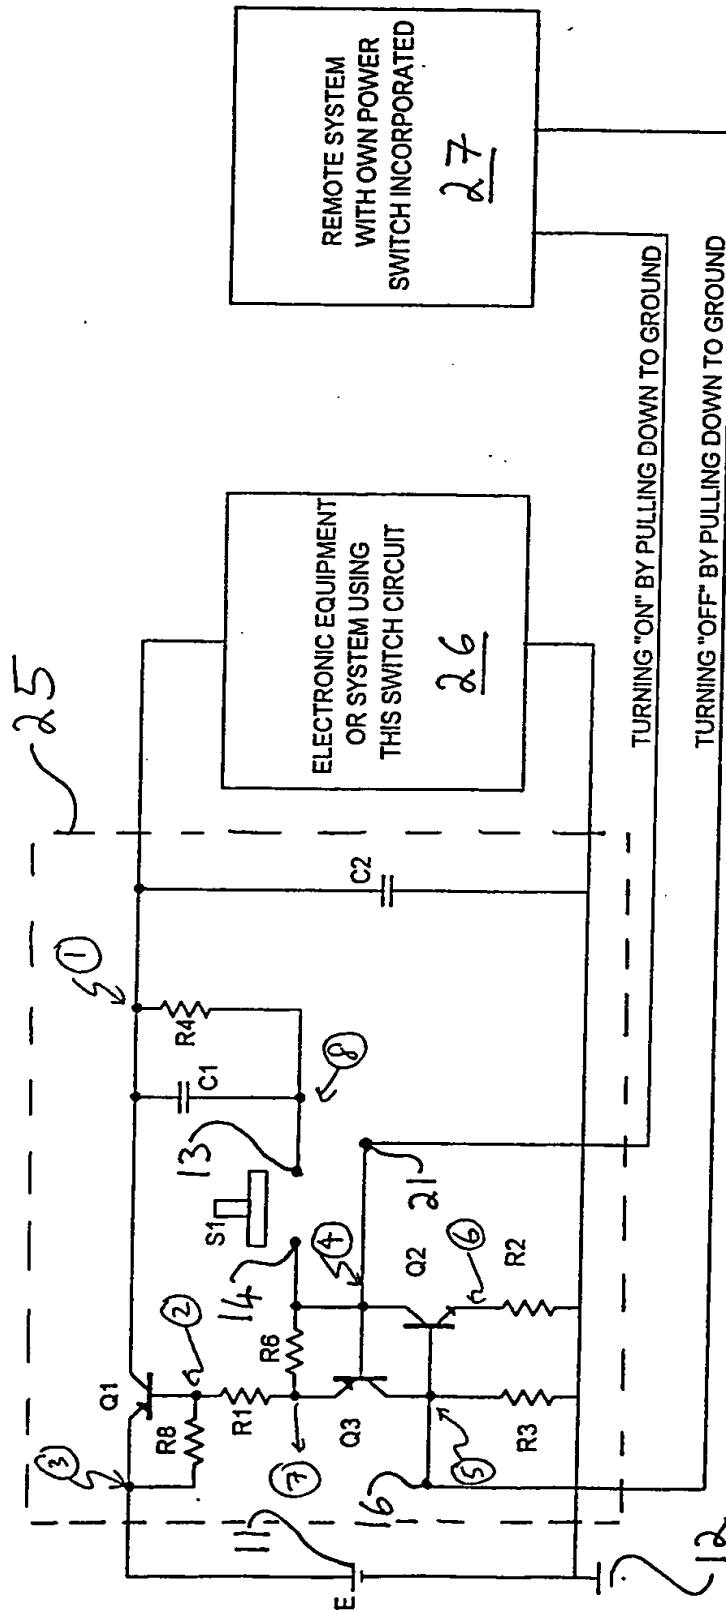 25
REMOTE SYSTEM
WITH OWN POWER
SWITCH INCORPORATED
27
ELECTRONIC EQUIPMENT
OR SYSTEM USING
THIS SWITCH CIRCUIT
26
TURNING "ON" BY PULLING DOWN TO GROUND
TURNING "OFF" BY PULLING DOWN TO GROUND
3
Q1
2
1
R8
R1
R6
R4
C1
C2
S1
14
13
8
7
4
Q3
Q2
6
21
16
5
R3
R2
11
E
12